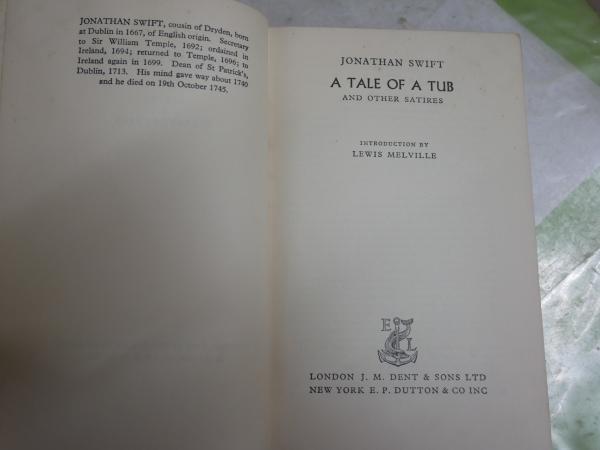 JONATHAN SWIFT, cousin of Dryden, born
at Dublin in 1667, of English origin. Secretary
to Sir William Temple, 1692; ordained in
Ireland, 1694; returned to Temple, 1696; to
Ireland again in 1699. Dean of St Patrick's,
Dublin, 1713. His mind gave way about 1740
and he died on 19th October 1745.
JONATHAN SWIFT
A TALE OF A TUB
AND OTHER SATIRES
INTRODUCTION BY
LEWIS MELVILLE
E L
LONDON J. M. DENT & SONS LTD
NEW YORK E. P. DUTTON & CO INC